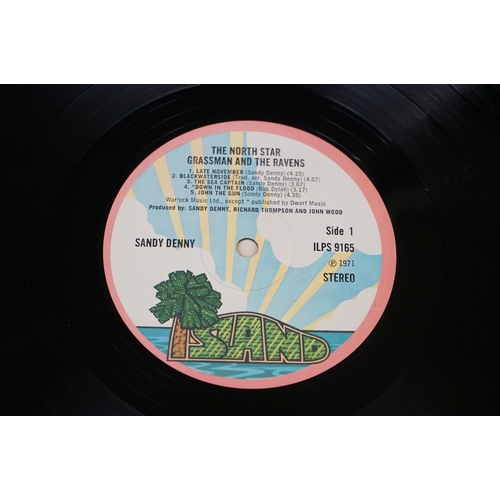 THE NORTH STAR
GRASSMAN AND THE RAVENS
1. LATE NOVEMBER (Sandy Denny) (4.25)
2. BLACKWATERSIDE (Trad. arr. Sandy Denny) (4.07)
3. THE SEA CAPTAIN (Sandy Denny) (3.07)
4. *DOWN IN THE FLOOD (Bob Dylan) (3.17)
5. JOHN THE GUN (Sandy Denny) (4.35)
Warlock Music Ltd., except * published by Dwarf Music
Produced by: SANDY DENNY, RICHARD THOMPSON AND JOHN WOOD
SANDY DENNY
Side 1
ILPS 9165
℗ 1971
STEREO
ISLAND